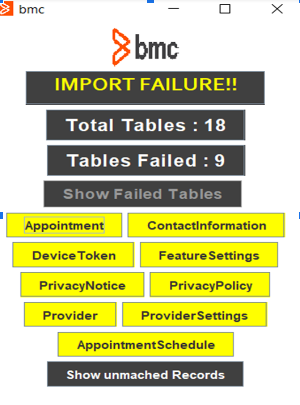 bmc
bmc
IMPORT FAILURE!!
Total Tables : 18
Tables Failed : 9
Show Failed Tables
Appointment ContactInformation
DeviceToken FeatureSettings
PrivacyNotice PrivacyPolicy
Provider ProviderSettings
AppointmentSchedule
Show unmached Records